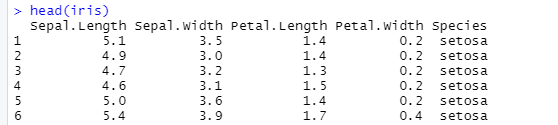 > head(iris)
  Sepal.Length Sepal.Width Petal.Length Petal.Width Species
1          5.1         3.5          1.4         0.2  setosa
2          4.9         3.0          1.4         0.2  setosa
3          4.7         3.2          1.3         0.2  setosa
4          4.6         3.1          1.5         0.2  setosa
5          5.0         3.6          1.4         0.2  setosa
6          5.4         3.9          1.7         0.4  setosa